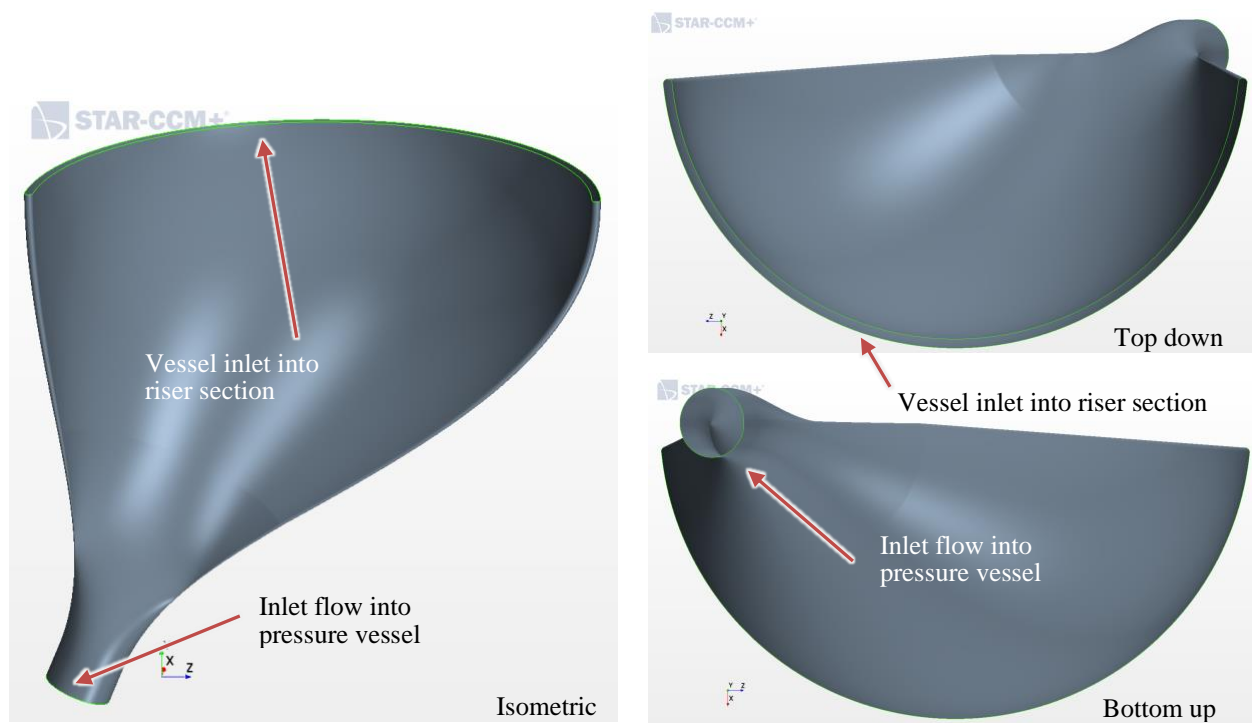 STAR-CCM+
Vessel inlet into
riser section
Inlet flow into
pressure vessel
X
Z
Isometric
STAR-CCM+
Z Y
X
Top down
Vessel inlet into riser section
STAR-CCM+
Inlet flow into
pressure vessel
Y Z
X
Bottom up